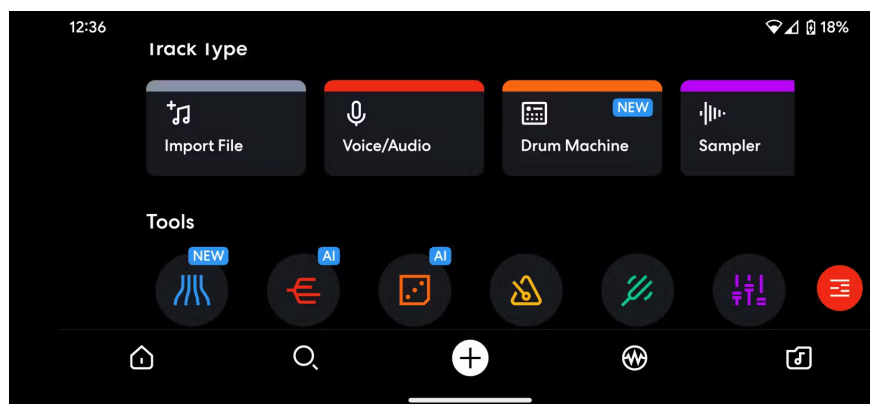 12:36
18%
Track Type
Import File
Voice/Audio
NEW
Drum Machine
Sampler
Tools
NEW
AI
AI